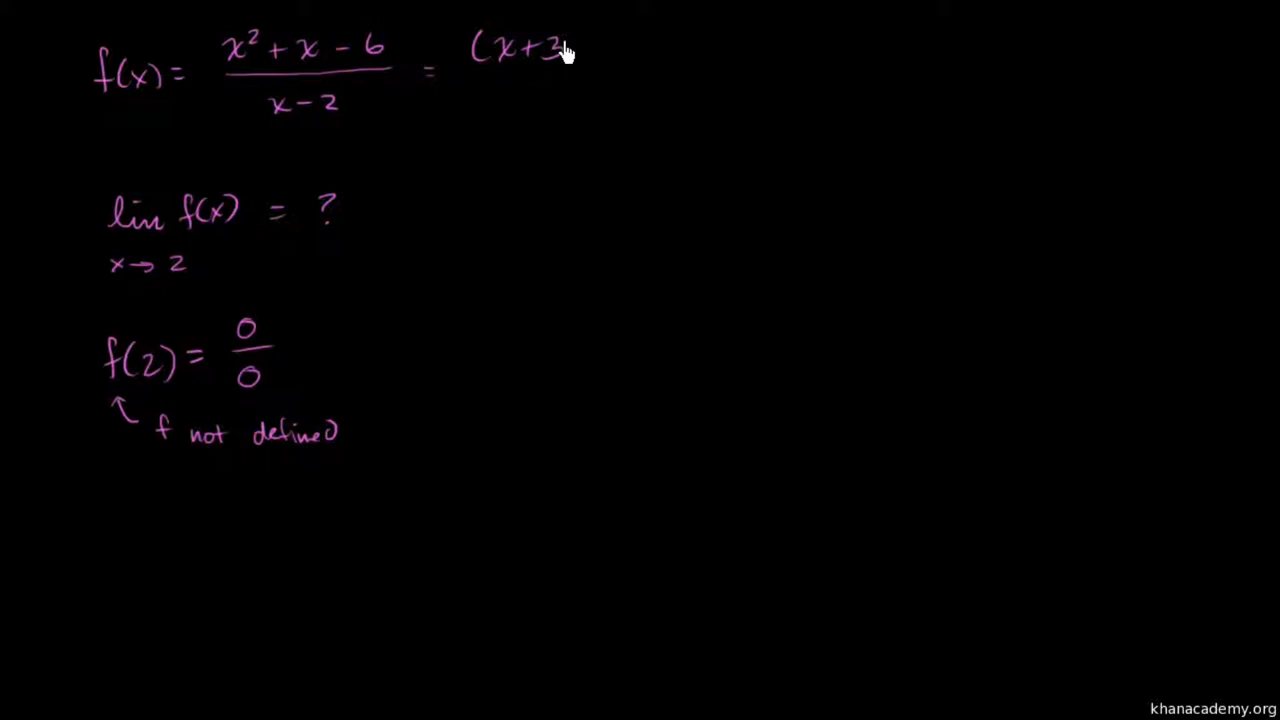 f(x) = x² + x - 6 / x - 2 = (x+3
lim f(x) = ?
x → 2
f(2) = 0/0
f not defined
khanacademy.org